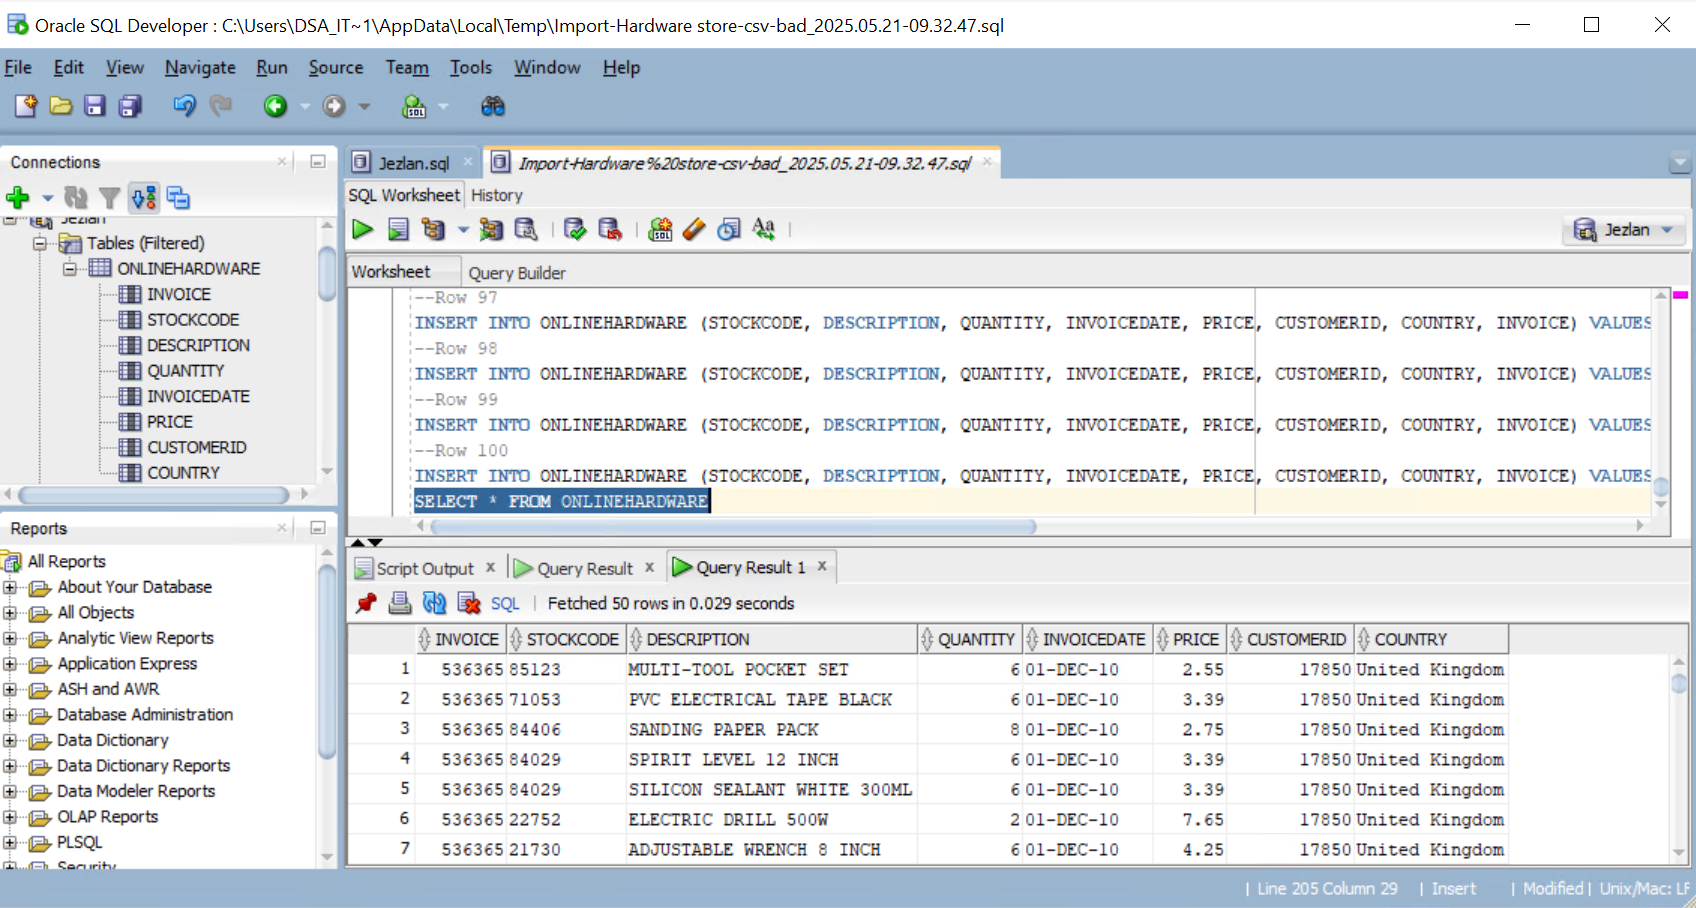 Oracle SQL Developer : C:\Users\DSA_IT~1\AppData\Local\Temp\Import-Hardware store-csv-bad_2025.05.21-09.32.47.sql
File Edit View Navigate Run Source Team Tools Window Help
Connections
Jezlan
Tables (Filtered)
ONLINEHARDWARE
INVOICE
STOCKCODE
DESCRIPTION
QUANTITY
INVOICEDATE
PRICE
CUSTOMERID
COUNTRY
Reports
All Reports
About Your Database
All Objects
Analytic View Reports
Application Express
ASH and AWR
Database Administration
Data Dictionary
Data Dictionary Reports
Data Modeler Reports
OLAP Reports
PLSQL
Security
Jezlan.sql Import-Hardware%20store-csv-bad_2025.05.21-09.32.47.sql
SQL Worksheet History
Jezlan
Worksheet Query Builder
--Row 97
INSERT INTO ONLINEHARDWARE (STOCKCODE, DESCRIPTION, QUANTITY, INVOICEDATE, PRICE, CUSTOMERID, COUNTRY, INVOICE) VALUES
--Row 98
INSERT INTO ONLINEHARDWARE (STOCKCODE, DESCRIPTION, QUANTITY, INVOICEDATE, PRICE, CUSTOMERID, COUNTRY, INVOICE) VALUES
--Row 99
INSERT INTO ONLINEHARDWARE (STOCKCODE, DESCRIPTION, QUANTITY, INVOICEDATE, PRICE, CUSTOMERID, COUNTRY, INVOICE) VALUES
--Row 100
INSERT INTO ONLINEHARDWARE (STOCKCODE, DESCRIPTION, QUANTITY, INVOICEDATE, PRICE, CUSTOMERID, COUNTRY, INVOICE) VALUES
SELECT * FROM ONLINEHARDWARE
Script Output Query Result Query Result 1
SQL Fetched 50 rows in 0.029 seconds
INVOICE STOCKCODE DESCRIPTION QUANTITY INVOICEDATE PRICE CUSTOMERID COUNTRY
1 536365 85123 MULTI-TOOL POCKET SET 6 01-DEC-10 2.55 17850 United Kingdom
2 536365 71053 PVC ELECTRICAL TAPE BLACK 6 01-DEC-10 3.39 17850 United Kingdom
3 536365 84406 SANDING PAPER PACK 8 01-DEC-10 2.75 17850 United Kingdom
4 536365 84029 SPIRIT LEVEL 12 INCH 6 01-DEC-10 3.39 17850 United Kingdom
5 536365 84029 SILICON SEALANT WHITE 300ML 6 01-DEC-10 3.39 17850 United Kingdom
6 536365 22752 ELECTRIC DRILL 500W 2 01-DEC-10 7.65 17850 United Kingdom
7 536365 21730 ADJUSTABLE WRENCH 8 INCH 6 01-DEC-10 4.25 17850 United Kingdom
| Line 205 Column 29 | Insert | Modified | Unix/Mac: LF